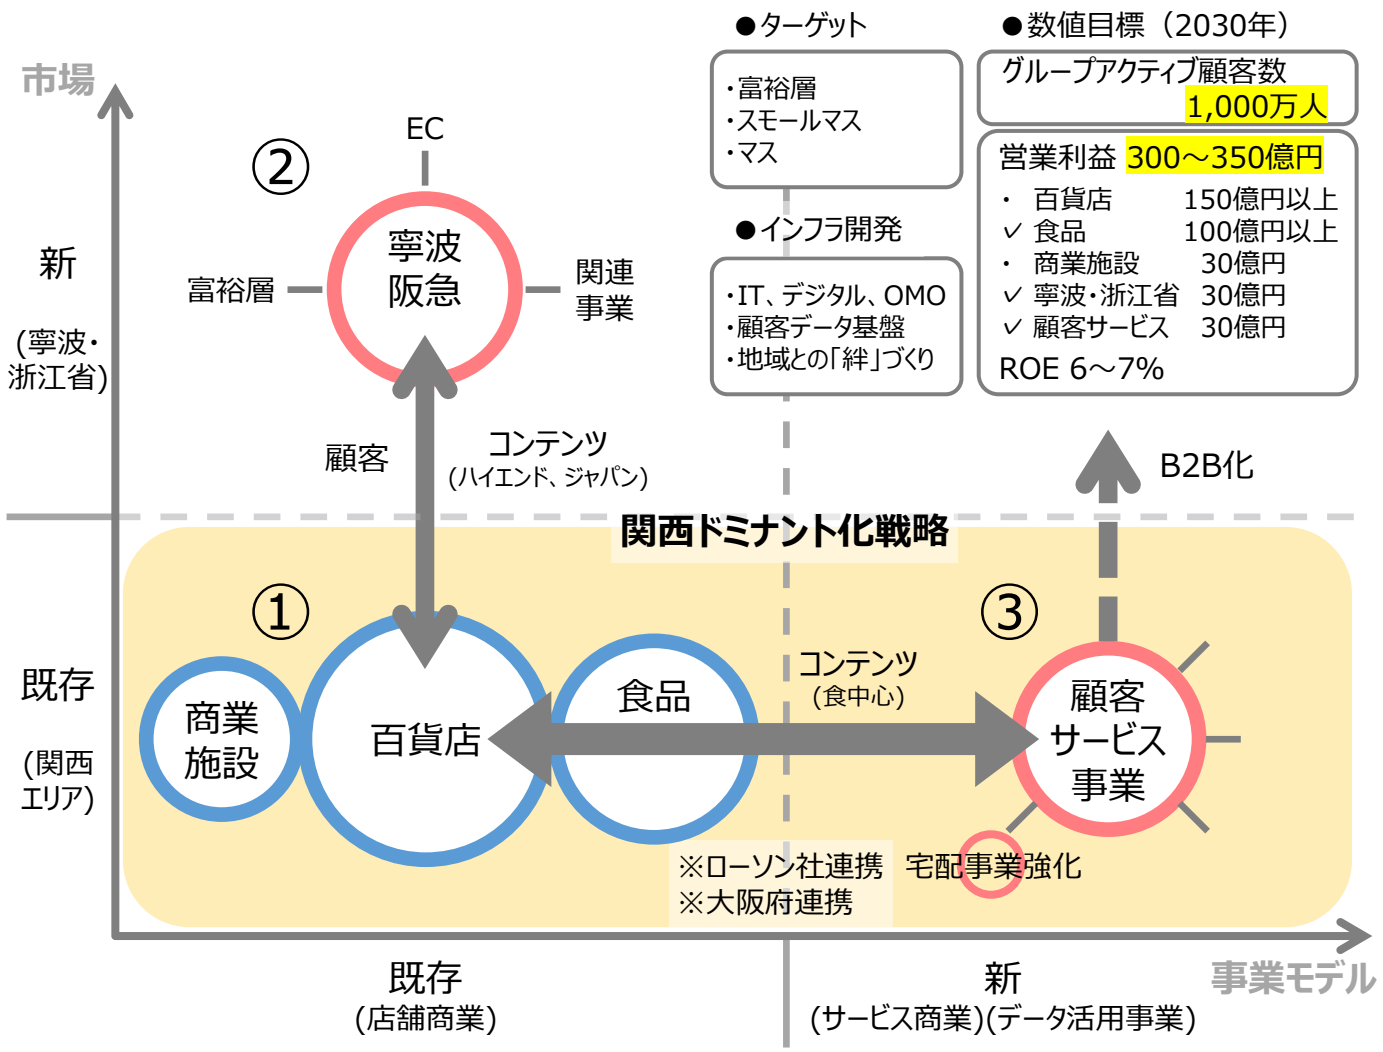 ●ターゲット
・富裕層
・スモールマス
・マス
●インフラ開発
・IT、デジタル、OMO
・顧客データ基盤
・地域との「絆」づくり
●数値目標（2030年）
グループアクティブ顧客数
1,000万人
営業利益 300～350億円
・ 百貨店 150億円以上
✓ 食品 100億円以上
・ 商業施設 30億円
✓ 寧波・浙江省 30億円
✓ 顧客サービス 30億円
ROE 6～7%
市場
新
(寧波・
浙江省)
既存
(関西
エリア)
②
EC
寧波
阪急
富裕層
関連
事業
顧客
コンテンツ
(ハイエンド、ジャパン)
B2B化
関西ドミナント化戦略
①
商業
施設
百貨店
食品
コンテンツ
(食中心)
③
顧客
サービス
事業
※ローソン社連携
※大阪府連携
宅配事業強化
既存
(店舗商業)
新
(サービス商業)(データ活用事業)
事業モデル